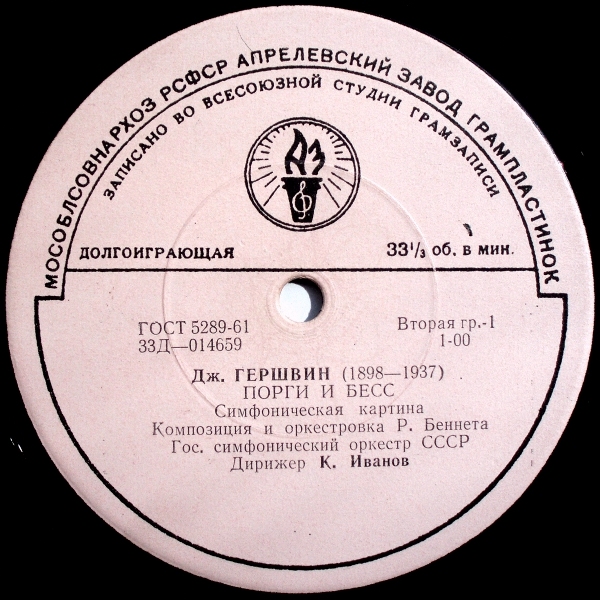 МОСОБЛСОВНАРХОЗ РСФСР АПРЕЛЕВСКИЙ ЗАВОД ГРАМПЛАСТИНОК
ЗАПИСАНО ВО ВСЕСОЮЗНОЙ СТУДИИ ГРАМЗАПИСИ
АЗ
ДОЛГОИГРАЮЩАЯ 33⅓ об. в мин.
ГОСТ 5289-61 Вторая гр.-1
33Д—014659 1-00
Дж. ГЕРШВИН (1898—1937)
ПОРГИ И БЕСС
Симфоническая картина
Композиция и оркестровка Р. Беннета
Гос. симфонический оркестр СССР
Дирижер К. Иванов